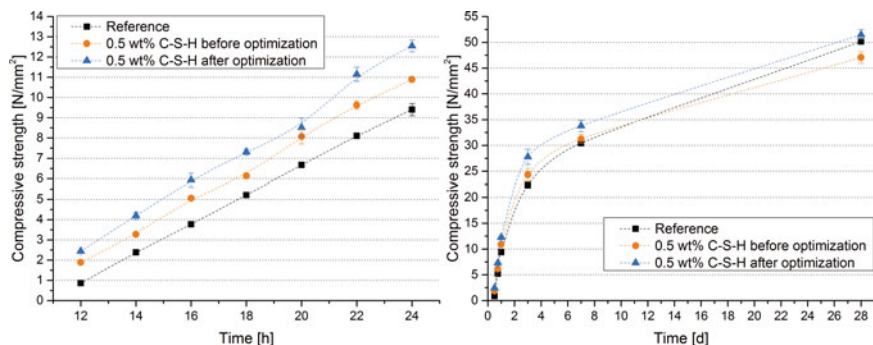 Compressive strength [N/mm²]
14
13
12
11
10
9
8
7
6
5
4
3
2
1
0
Reference
0.5 wt% C-S-H before optimization
0.5 wt% C-S-H after optimization
12 14 16 18 20 22 24
Time [h]
Compressive strength [N/mm²]
55
50
45
40
35
30
25
20
15
10
5
0
Reference
0.5 wt% C-S-H before optimization
0.5 wt% C-S-H after optimization
0 2 4 6 8 10 12 14 16 18 20 22 24 26 28
Time [d]